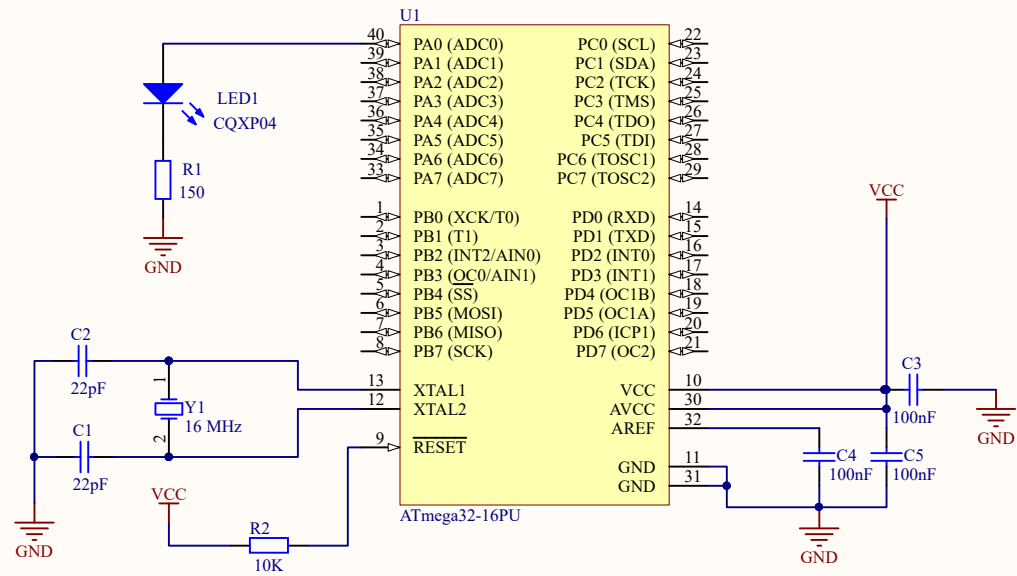 U1
40 PA0 (ADC0) PC0 (SCL) 22
39 PA1 (ADC1) PC1 (SDA) 23
38 PA2 (ADC2) PC2 (TCK) 24
37 PA3 (ADC3) PC3 (TMS) 25
36 PA4 (ADC4) PC4 (TDO) 26
35 PA5 (ADC5) PC5 (TDI) 27
34 PA6 (ADC6) PC6 (TOSC1) 28
33 PA7 (ADC7) PC7 (TOSC2) 29
1 PB0 (XCK/T0) PD0 (RXD) 14
2 PB1 (T1) PD1 (TXD) 15
3 PB2 (INT2/AIN0) PD2 (INT0) 16
4 PB3 (OC0/AIN1) PD3 (INT1) 17
5 PB4 (SS) PD4 (OC1B) 18
6 PB5 (MOSI) PD5 (OC1A) 19
7 PB6 (MISO) PD6 (ICP1) 20
8 PB7 (SCK) PD7 (OC2) 21
13 XTAL1 VCC 10
12 XTAL2 AVCC 30
AREF 32
9 RESET
GND 11
GND 31
ATmega32-16PU
LED1
CQXP04
R1
150
GND
C2
22pF
1
Y1
16 MHz
2
C1
22pF
GND
VCC
R2
10K
VCC
C3
100nF
GND
C4
100nF
C5
100nF
GND